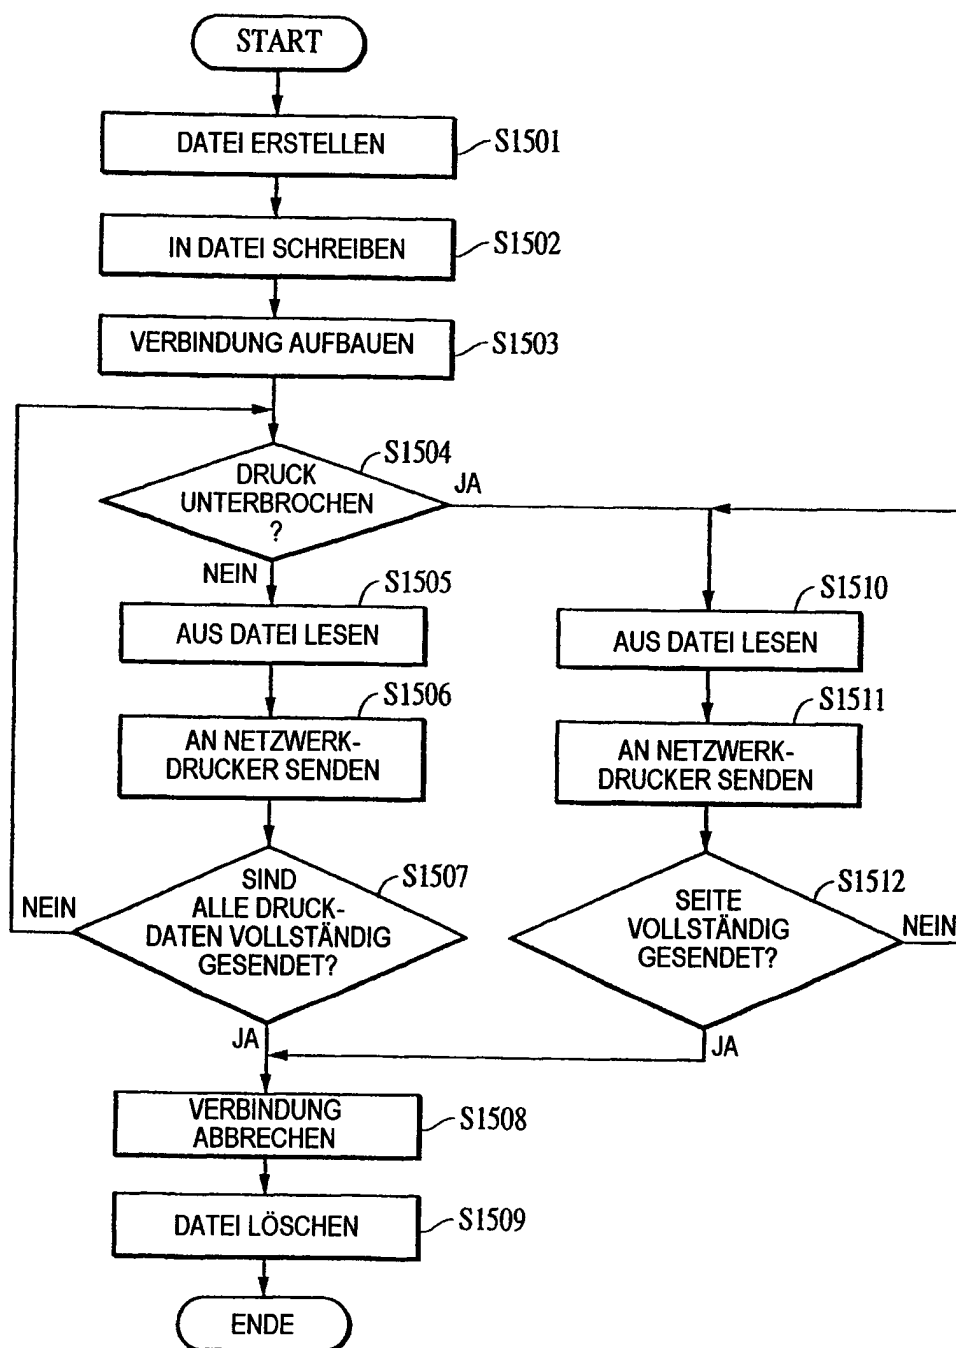 START
DATEI ERSTELLEN
S1501
IN DATEI SCHREIBEN
S1502
VERBINDUNG AUFBAUEN
S1503
S1504
DRUCK
UNTERBROCHEN
?
JA
NEIN
S1505
AUS DATEI LESEN
S1510
AUS DATEI LESEN
S1506
AN NETZWERK-
DRUCKER SENDEN
S1511
AN NETZWERK-
DRUCKER SENDEN
S1507
SIND
ALLE DRUCK-
DATEN VOLLSTÄNDIG
GESENDET?
NEIN
JA
S1512
SEITE
VOLLSTÄNDIG
GESENDET?
NEIN
JA
VERBINDUNG
ABBRECHEN
S1508
DATEI LÖSCHEN
S1509
ENDE